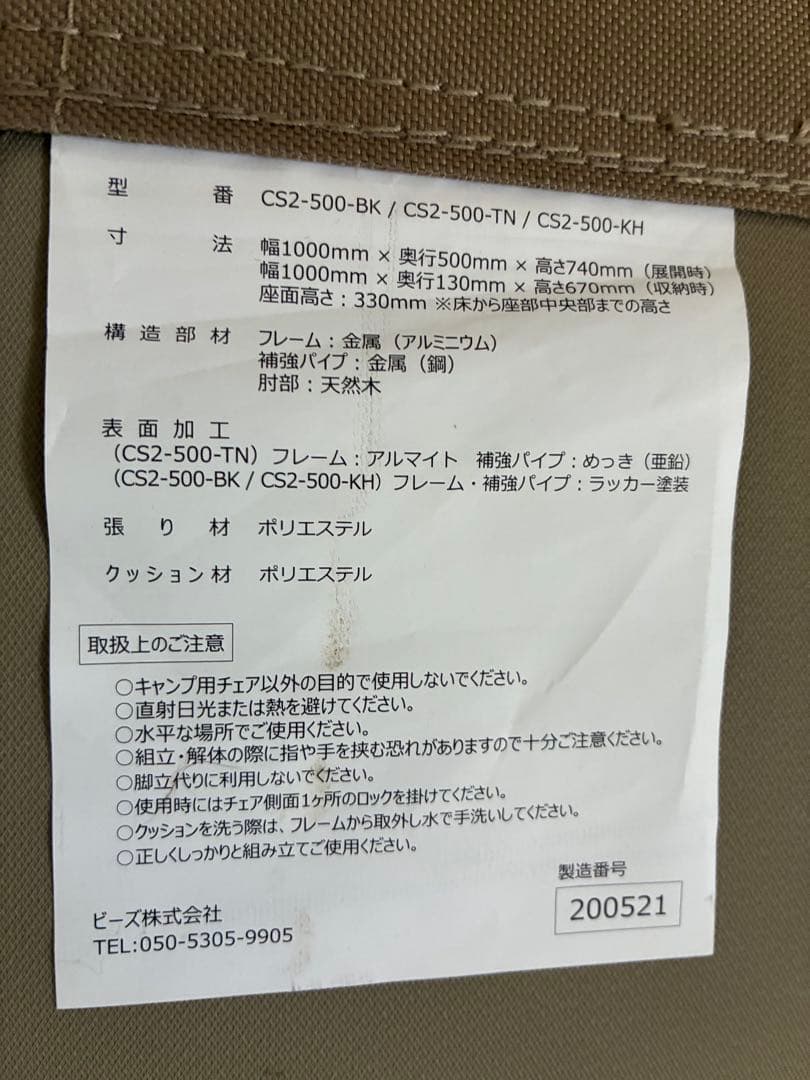 型番 CS2-500-BK / CS2-500-TN / CS2-500-KH
寸法 幅1000mm × 奥行500mm × 高さ740mm（展開時）
幅1000mm × 奥行130mm × 高さ670mm（収納時）
座面高さ：330mm ※床から座部中央部までの高さ
構造部材 フレーム：金属（アルミニウム）
補強パイプ：金属（鋼）
肘部：天然木
表面加工
（CS2-500-TN）フレーム：アルマイト 補強パイプ：めっき（亜鉛）
（CS2-500-BK / CS2-500-KH）フレーム・補強パイプ：ラッカー塗装
張り材 ポリエステル
クッション材 ポリエステル
取扱上のご注意
○キャンプ用チェア以外の目的で使用しないでください。
○直射日光または熱を避けてください。
○水平な場所でご使用ください。
○組立・解体の際に指や手を挟む恐れがありますので十分ご注意ください。
○脚立代りに利用しないでください。
○使用時にはチェア側面1ヶ所のロックを掛けてください。
○クッションを洗う際は、フレームから取外し水で手洗いしてください。
○正しくしっかりと組み立てご使用ください。
製造番号
200521
ビーズ株式会社
TEL:050-5305-9905